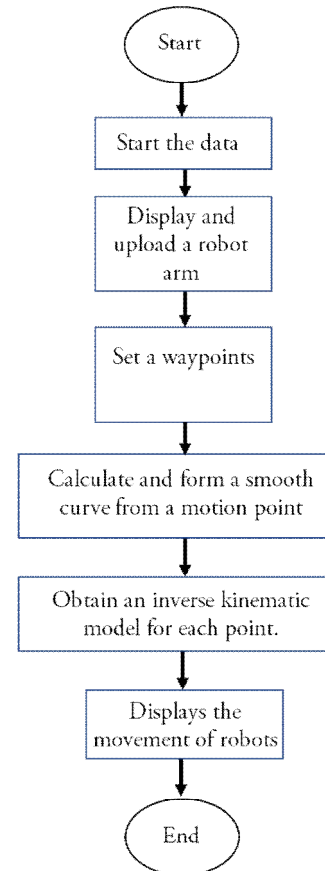 Start
Start the data
Display and
upload a robot
arm
Set a waypoints
Calculate and form a smooth
curve from a motion point
Obtain an inverse kinematic
model for each point.
Displays the
movement of robots
End